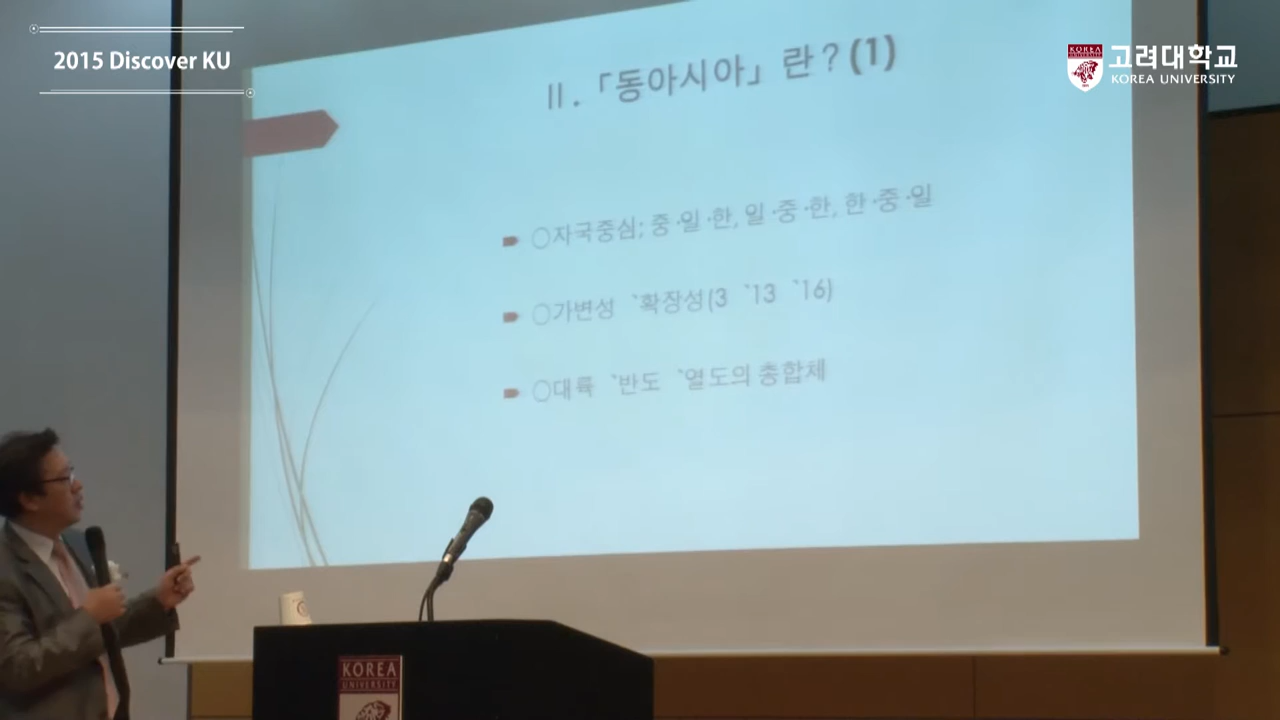 2015 Discover KU
KOREA
고려대학교
KOREA UNIVERSITY
Ⅱ.「동아시아」란?(1)
○자국중심; 중·일·한, 일·중·한, 한·중·일
○가변성 `확장성(3 `13 `16)
○대륙 `반도 `열도의 총합체
KOREA
UNIVERSITY